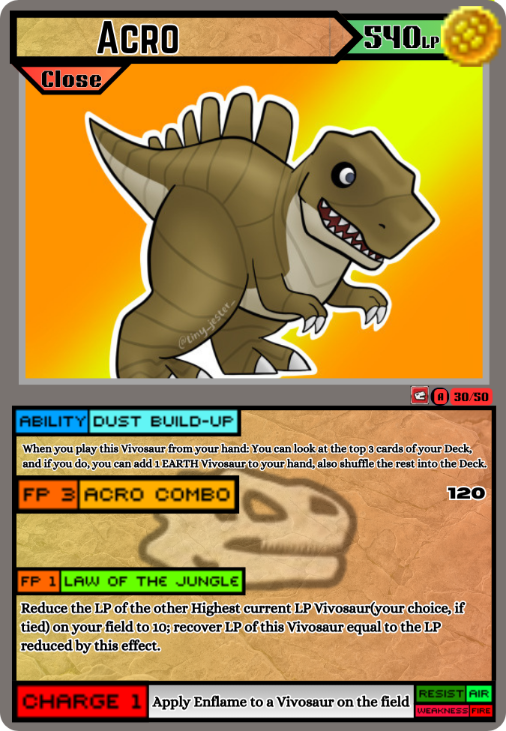 Acro
540LP
Close
@tiny_jester_
A 30/50
ABILITY DUST BUILD-UP
When you play this Vivosaur from your hand: You can look at the top 3 cards of your Deck,
and if you do, you can add 1 EARTH Vivosaur to your hand, also shuffle the rest into the Deck.
FP 3 ACRO COMBO 120
FP 1 LAW OF THE JUNGLE
Reduce the LP of the other Highest current LP Vivosaur(your choice, if
tied) on your field to 10; recover LP of this Vivosaur equal to the LP
reduced by this effect.
CHARGE 1 Apply Enflame to a Vivosaur on the field
RESIST AIR
WEAKNESS FIRE